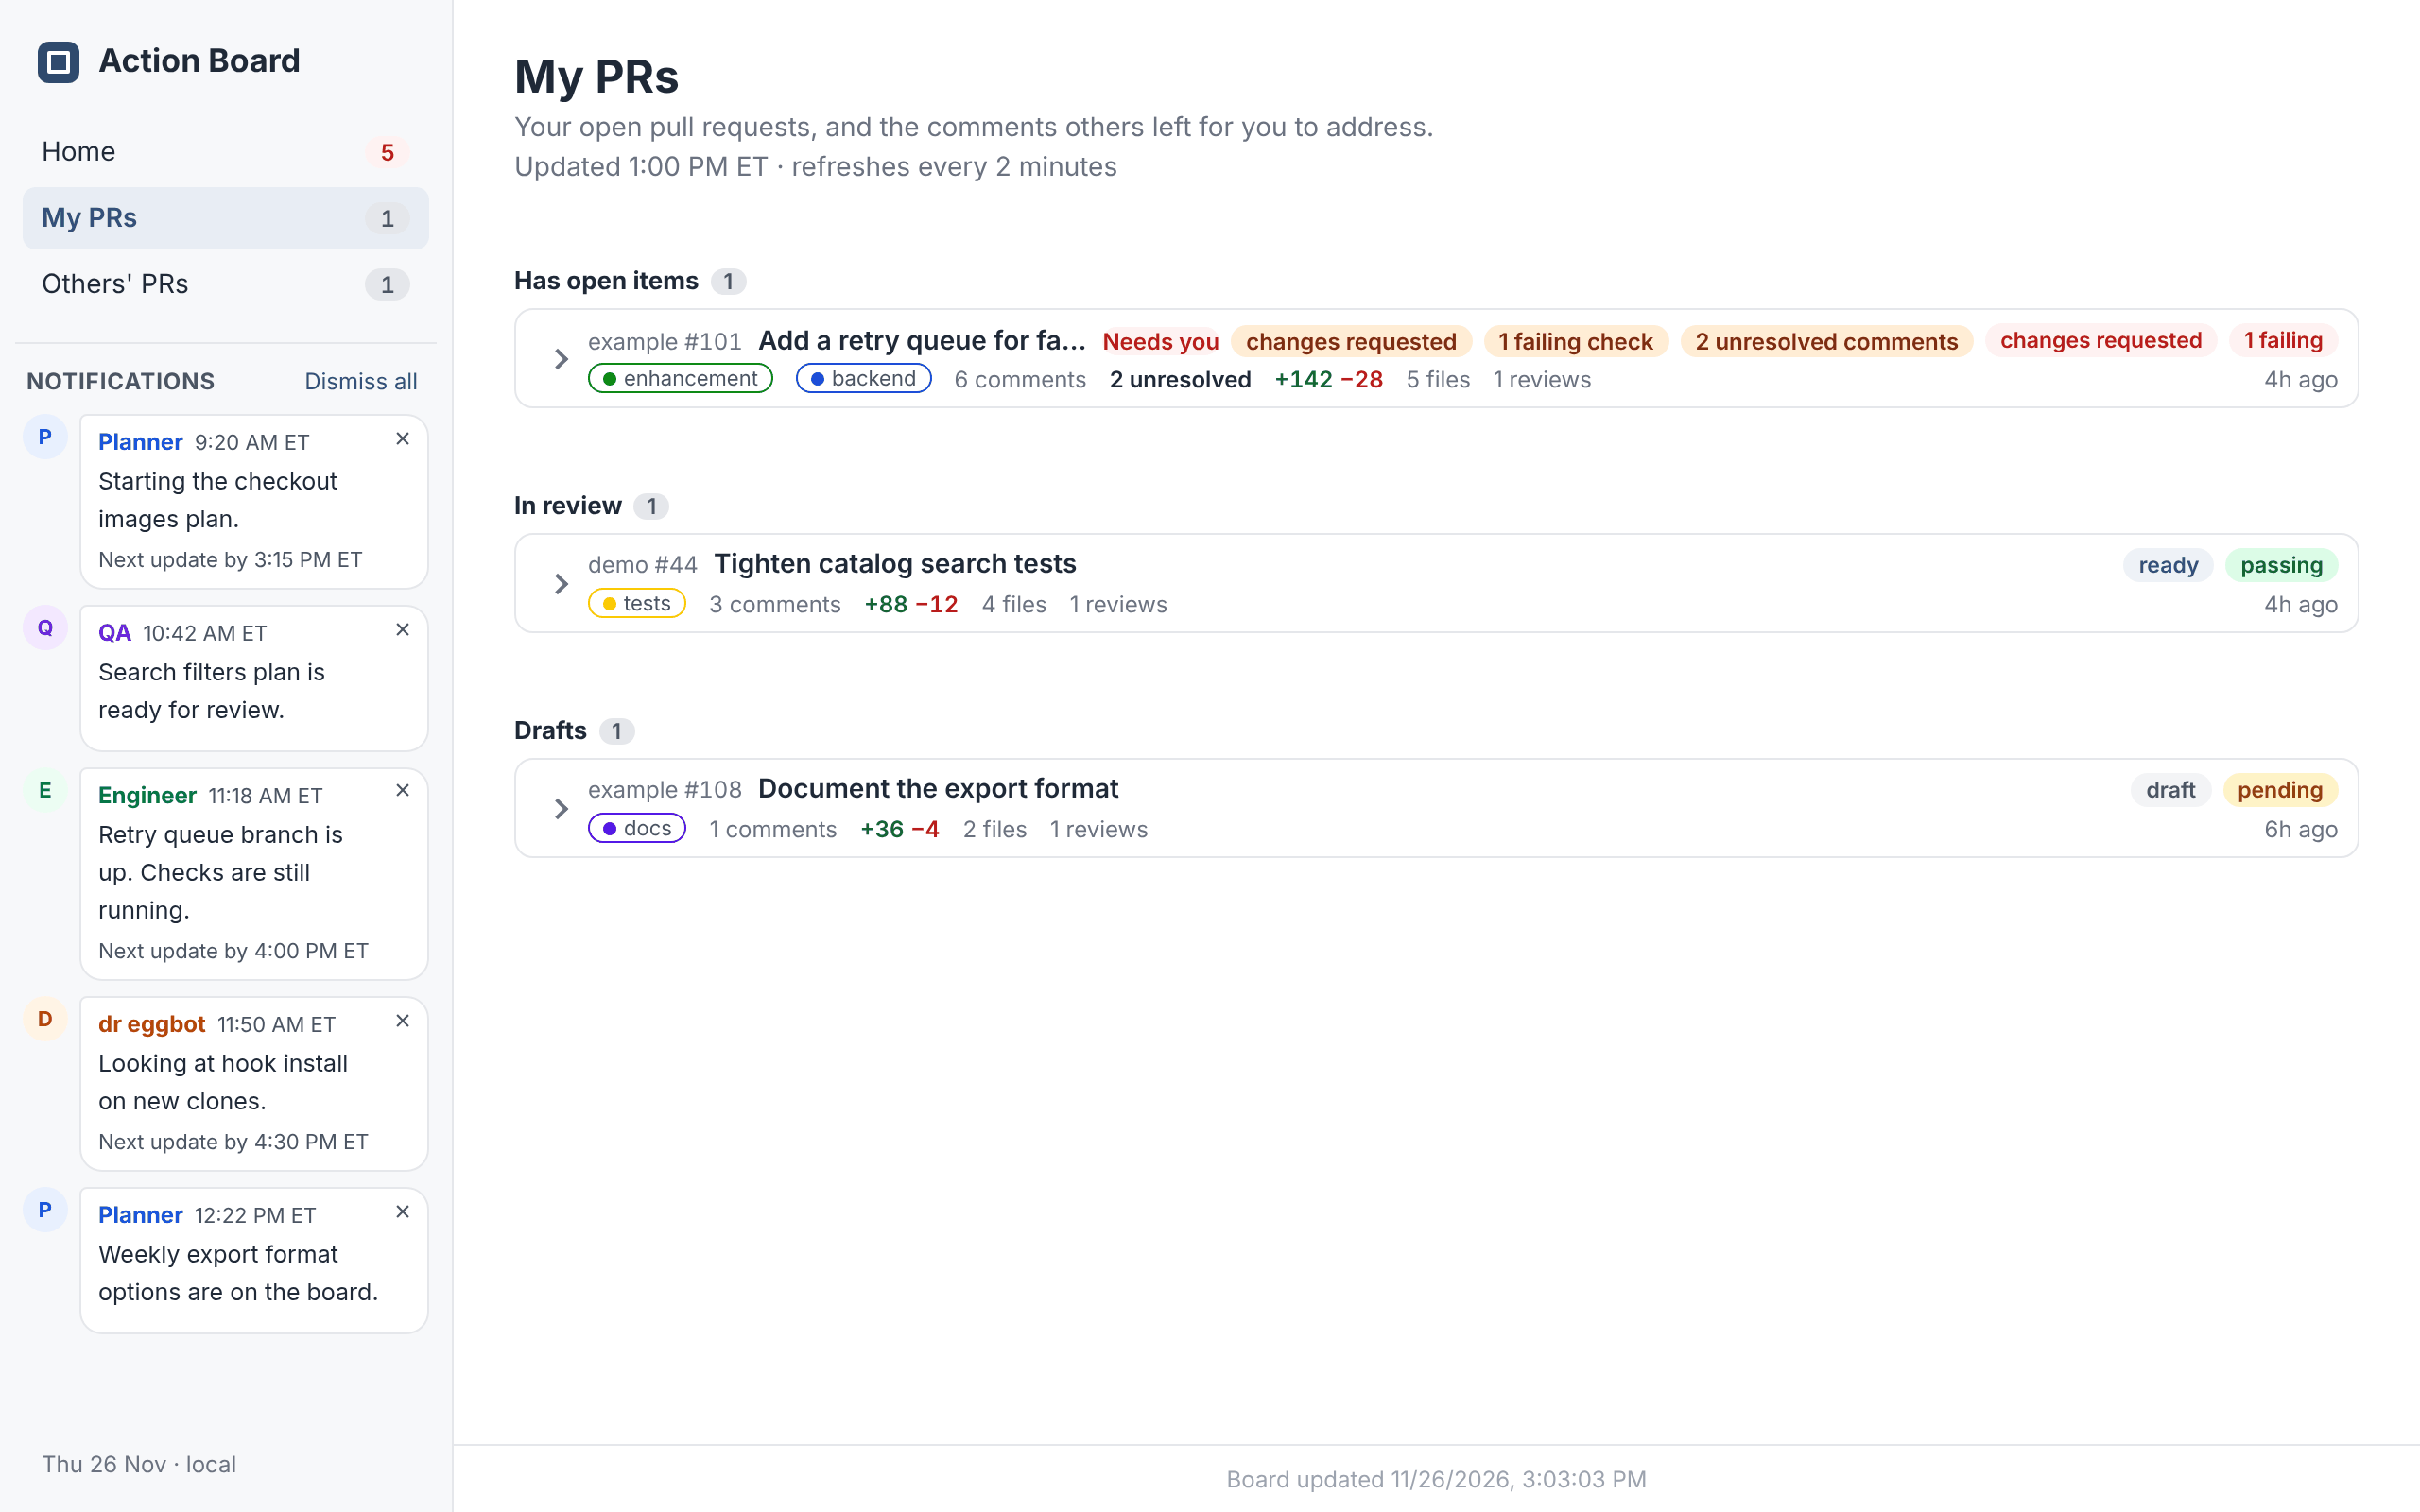 Action Board
Home 5
My PRs 1
Others' PRs 1
NOTIFICATIONS Dismiss all
P
Planner 9:20 AM ET ×
Starting the checkout
images plan.
Next update by 3:15 PM ET
Q
QA 10:42 AM ET ×
Search filters plan is
ready for review.
E
Engineer 11:18 AM ET ×
Retry queue branch is
up. Checks are still
running.
Next update by 4:00 PM ET
D
dr eggbot 11:50 AM ET ×
Looking at hook install
on new clones.
Next update by 4:30 PM ET
P
Planner 12:22 PM ET ×
Weekly export format
options are on the board.
Thu 26 Nov · local
My PRs
Your open pull requests, and the comments others left for you to address.
Updated 1:00 PM ET · refreshes every 2 minutes
Has open items 1
example #101 Add a retry queue for fa... Needs you changes requested 1 failing check 2 unresolved comments changes requested 1 failing
enhancement backend 6 comments 2 unresolved +142 −28 5 files 1 reviews 4h ago
In review 1
demo #44 Tighten catalog search tests ready passing
tests 3 comments +88 −12 4 files 1 reviews 4h ago
Drafts 1
example #108 Document the export format draft pending
docs 1 comments +36 −4 2 files 1 reviews 6h ago
Board updated 11/26/2026, 3:03:03 PM